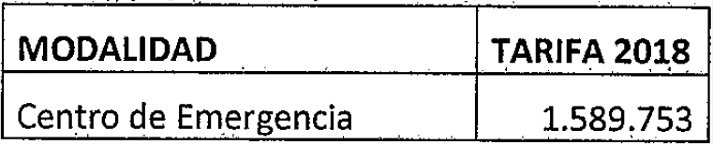 MODALIDAD TARIFA 2018
Centro de Emergencia 1.589.753